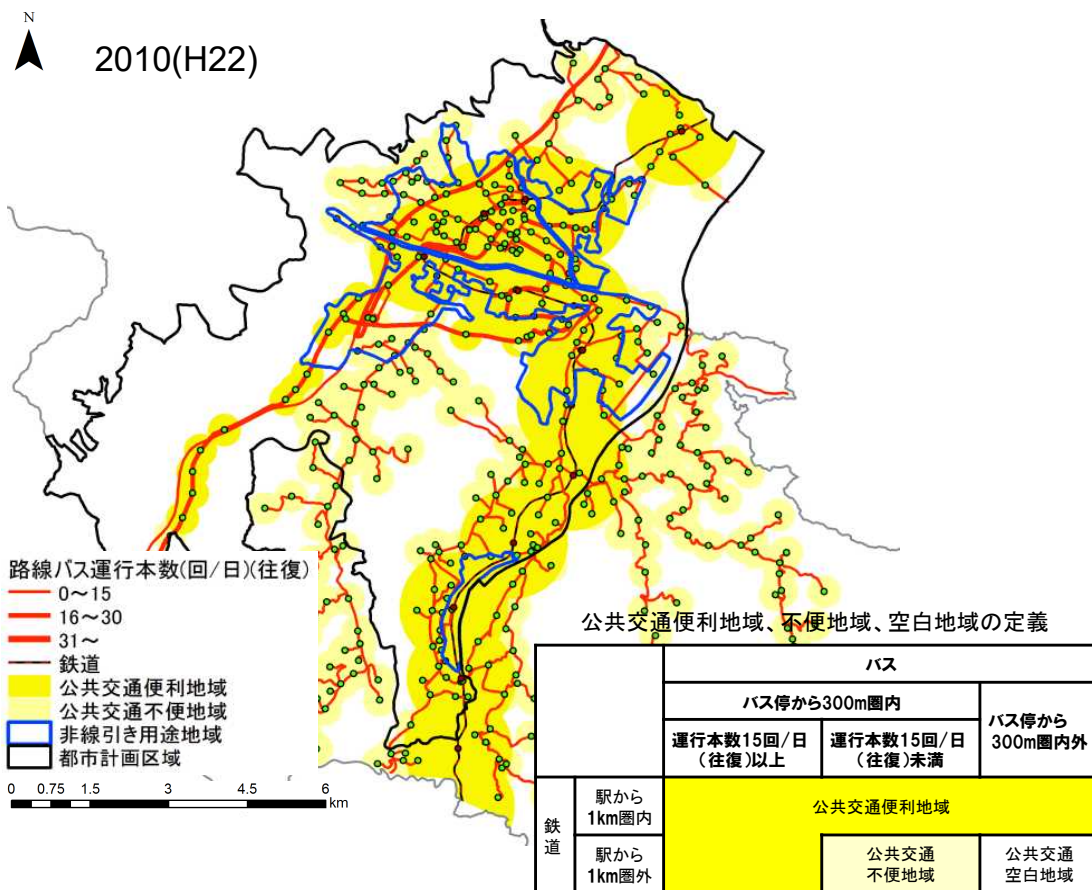 N
2010(H22)
路線バス運行本数(回/日)(往復)
0～15
16～30
31～
鉄道
公共交通便利地域
公共交通不便地域
非線引き用途地域
都市計画区域
0 0.75 1.5 3 4.5 6
km
公共交通便利地域、不便地域、空白地域の定義
バス
バス停から300m圏内
バス停から
300m圏内外
運行本数15回/日
(往復)以上
運行本数15回/日
(往復)未満
鉄道
駅から
1km圏内
公共交通便利地域
駅から
1km圏外
公共交通
不便地域
公共交通
空白地域